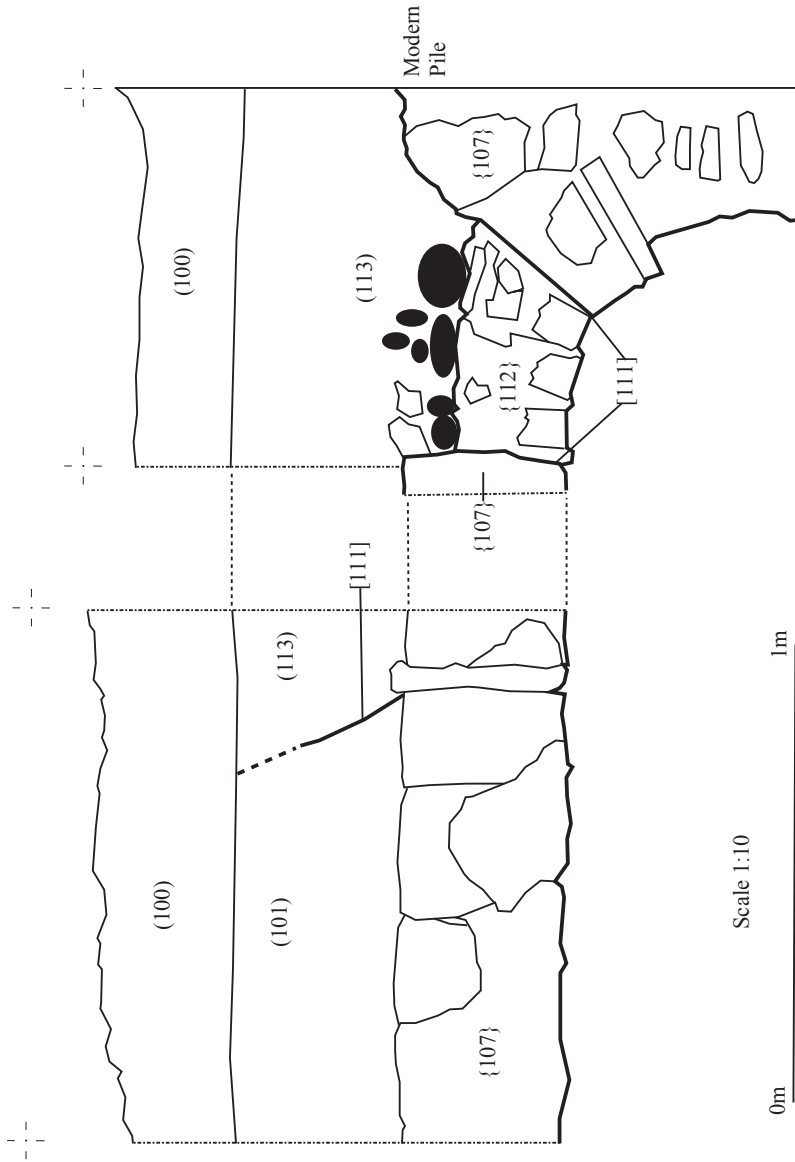 (100)
(100)
(101)
(113)
[111]
(113)
Modern
Pile
{107}
{107}
{112}
{107}
[111]
Scale 1:10
0m
1m